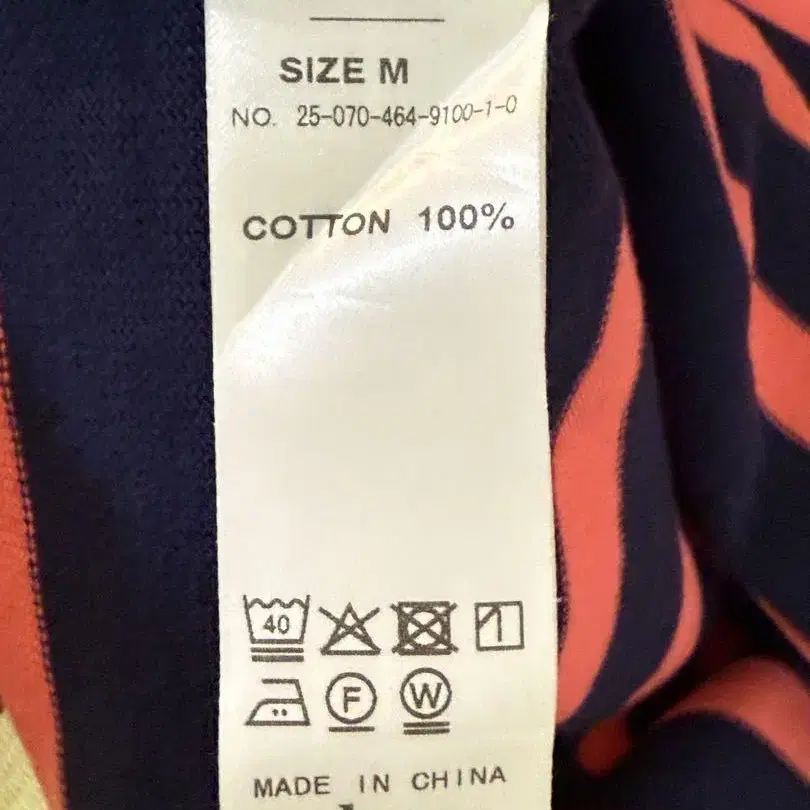 SIZE M
NO. 25-070-464-9100-1-0
COTTON 100%
40
F W
MADE IN CHINA